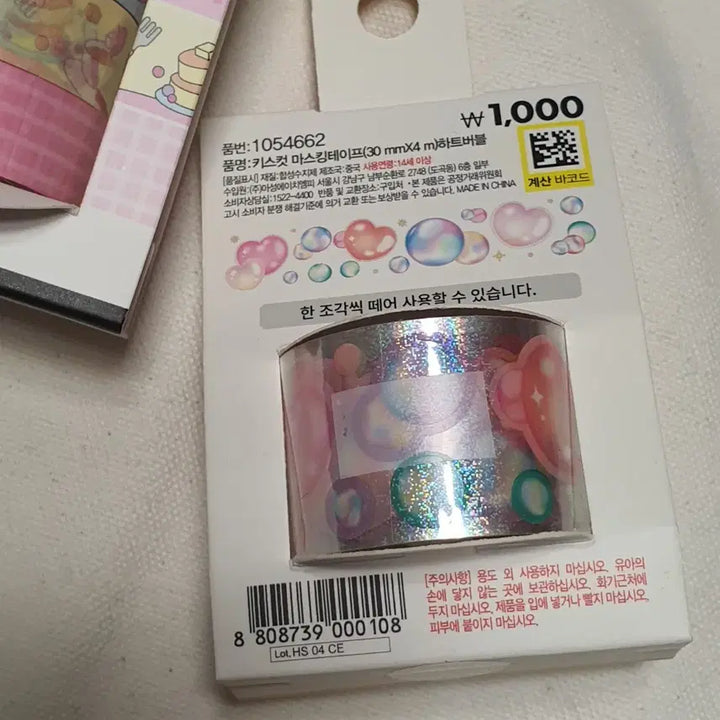 ₩1,000
품번:1054662
품명:키스컷 마스킹테이프(30 mmX4 m)하트버블
[품질표시] 재질:합성수지제 제조국:중국 사용연령:14세 이상
수입원:(주)아성에이치엠피 서울시 강남구 남부순환로 2748 (도곡동) 6층 일부
소비자상담실:1522-4400 반품 및 교환장소:구입처 •본 제품은 공정거래위원회
고시 소비자 분쟁 해결기준에 의거 교환 또는 보상받을 수 있습니다. MADE IN CHINA
계산 바코드
한 조각씩 떼어 사용할 수 있습니다.
[주의사항] 용도 외 사용하지 마십시오. 유아의
손에 닿지 않는 곳에 보관하십시오. 화기근처에
두지 마십시오. 제품을 입에 넣거나 빨지 마십시오.
피부에 붙이지 마십시오.
8 808739 000108
Lot. HS 04 CE